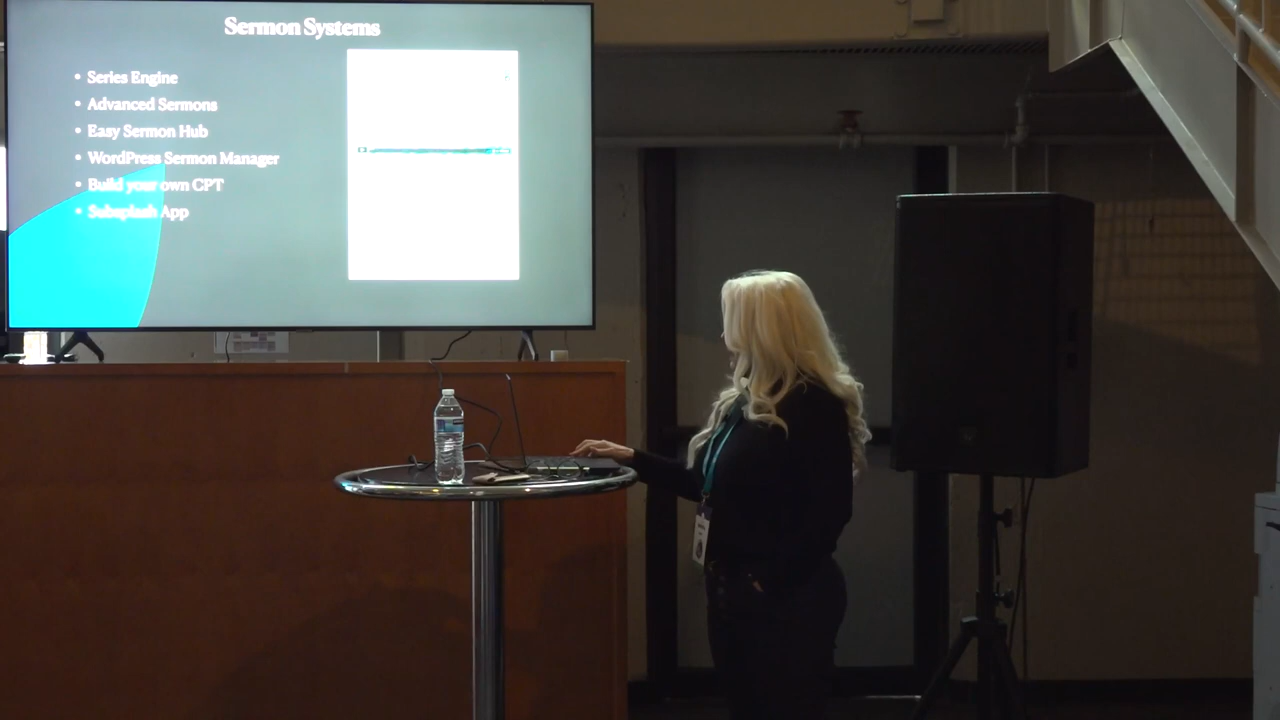 Sermon Systems
• Series Engine
• Advanced Sermons
• Easy Sermon Hub
• WordPress Sermon Manager
• Build your own CPT
• Subsplash App